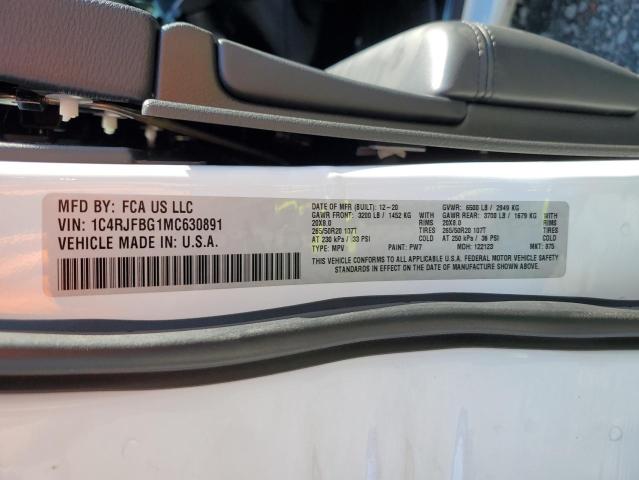 MFD BY: FCA US LLC
VIN: 1C4RJFBG1MC630891
VEHICLE MADE IN: U.S.A.
DATE OF MFR (BUILT): 12-20 GVWR: 6500 LB / 2949 KG
GAWR FRONT: 3200 LB / 1452 KG GAWR REAR: 3700 LB / 1679 KG
20X8.0 RIMS 20X8.0 RIMS
265/50R20 107T TIRES 265/50R20 107T TIRES
AT 230 kPa / 33 PSI COLD AT 250 kPa / 36 PSI COLD
TYPE: MPV PAINT: PW7 MDH: 122123 MKT: 875
THIS VEHICLE CONFORMS TO ALL APPLICABLE U.S.A. FEDERAL MOTOR VEHICLE SAFETY
STANDARDS IN EFFECT ON THE DATE OF MANUFACTURE SHOWN ABOVE.